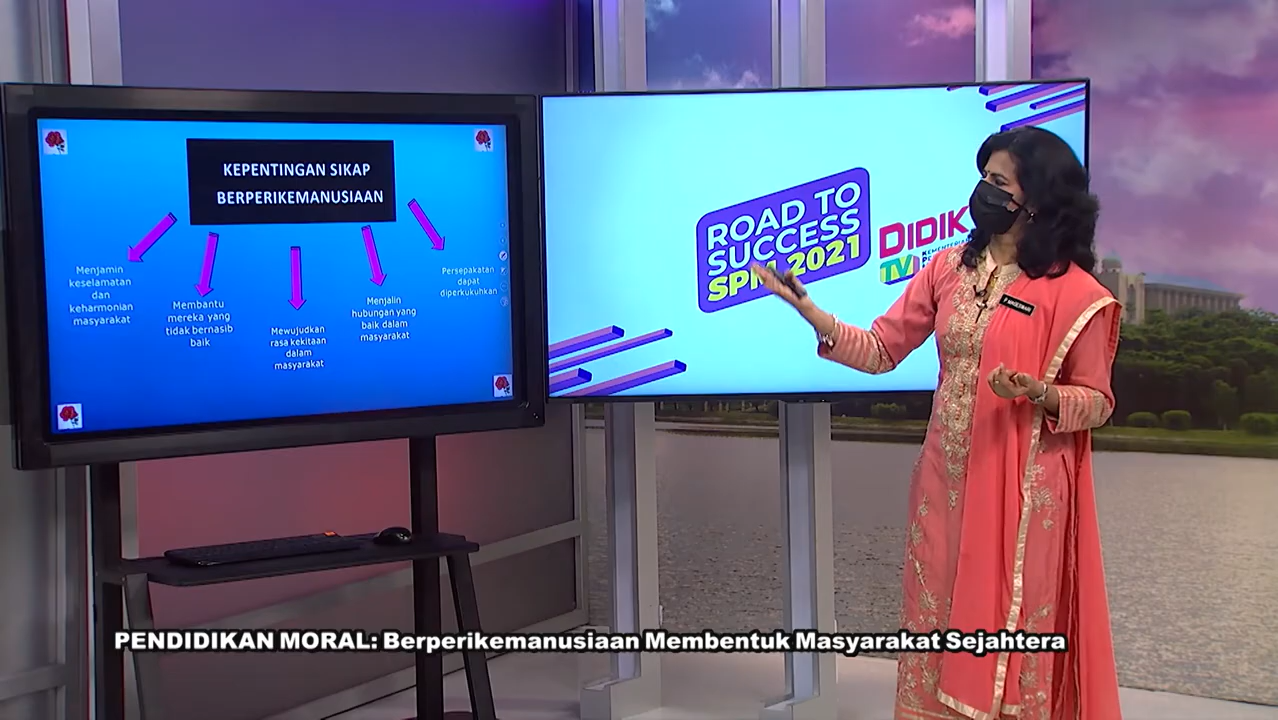 KEPENTINGAN SIKAP
BERPERIKEMANUSIAAN
Menjamin
keselamatan
dan
keharmonian
masyarakat
Membantu
mereka yang
tidak bernasib
baik
Mewujudkan
rasa kekitaan
dalam
masyarakat
Menjalin
hubungan yang
baik dalam
masyarakat
Persepakatan
dapat
diperkukuhkan
ROAD TO
SUCCESS
SPM 2021
DIDIK
TV
PENDIDIKAN MORAL: Berperikemanusiaan Membentuk Masyarakat Sejahtera